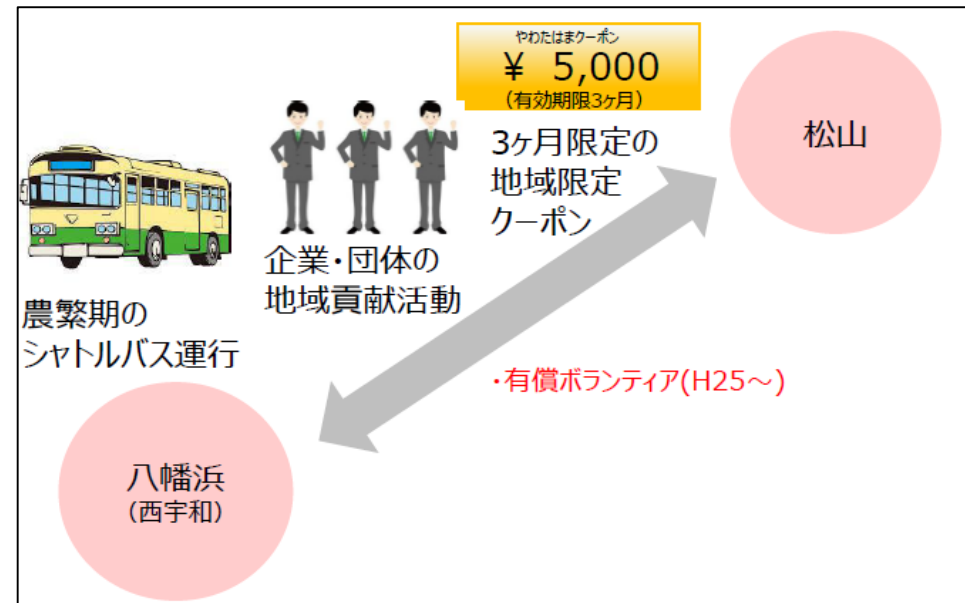 やわたはまクーポン
¥ 5,000
(有効期限3ヶ月)
3ヶ月限定の
地域限定
クーポン
松山
企業・団体の
地域貢献活動
農繁期の
シャトルバス運行
・有償ボランティア(H25～)
八幡浜
(西宇和)